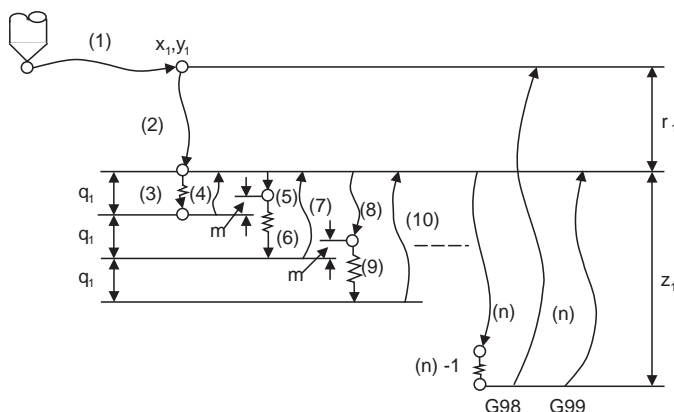 (1)
x1,y1
(2)
r1
q1
(3)
(4)
(5)
(7)
(8)
m
(6)
(10)
q1
m
(9)
q1
z1
(n)
(n)
(n) -1
G98
G99